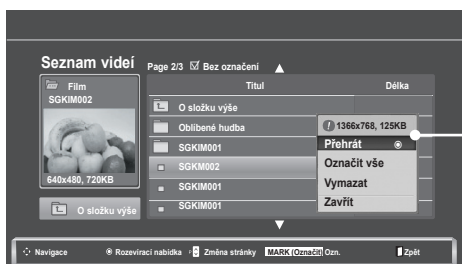 Seznam videí
Page 2/3 ☑ Bez označení
Film
SGKIM002
640x480, 720KB
O složku výše
Titul
Délka
O složku výše
Oblíbené hudba
SGKIM001
SGKM002
SGKIM001
SGKIM001
1366x768, 125KB
Přehrát
Označit vše
Vymazat
Zavřít
Navigace
Rozevírací nabídka
Změna stránky
MARK (Označit) Ozn.
Zpět